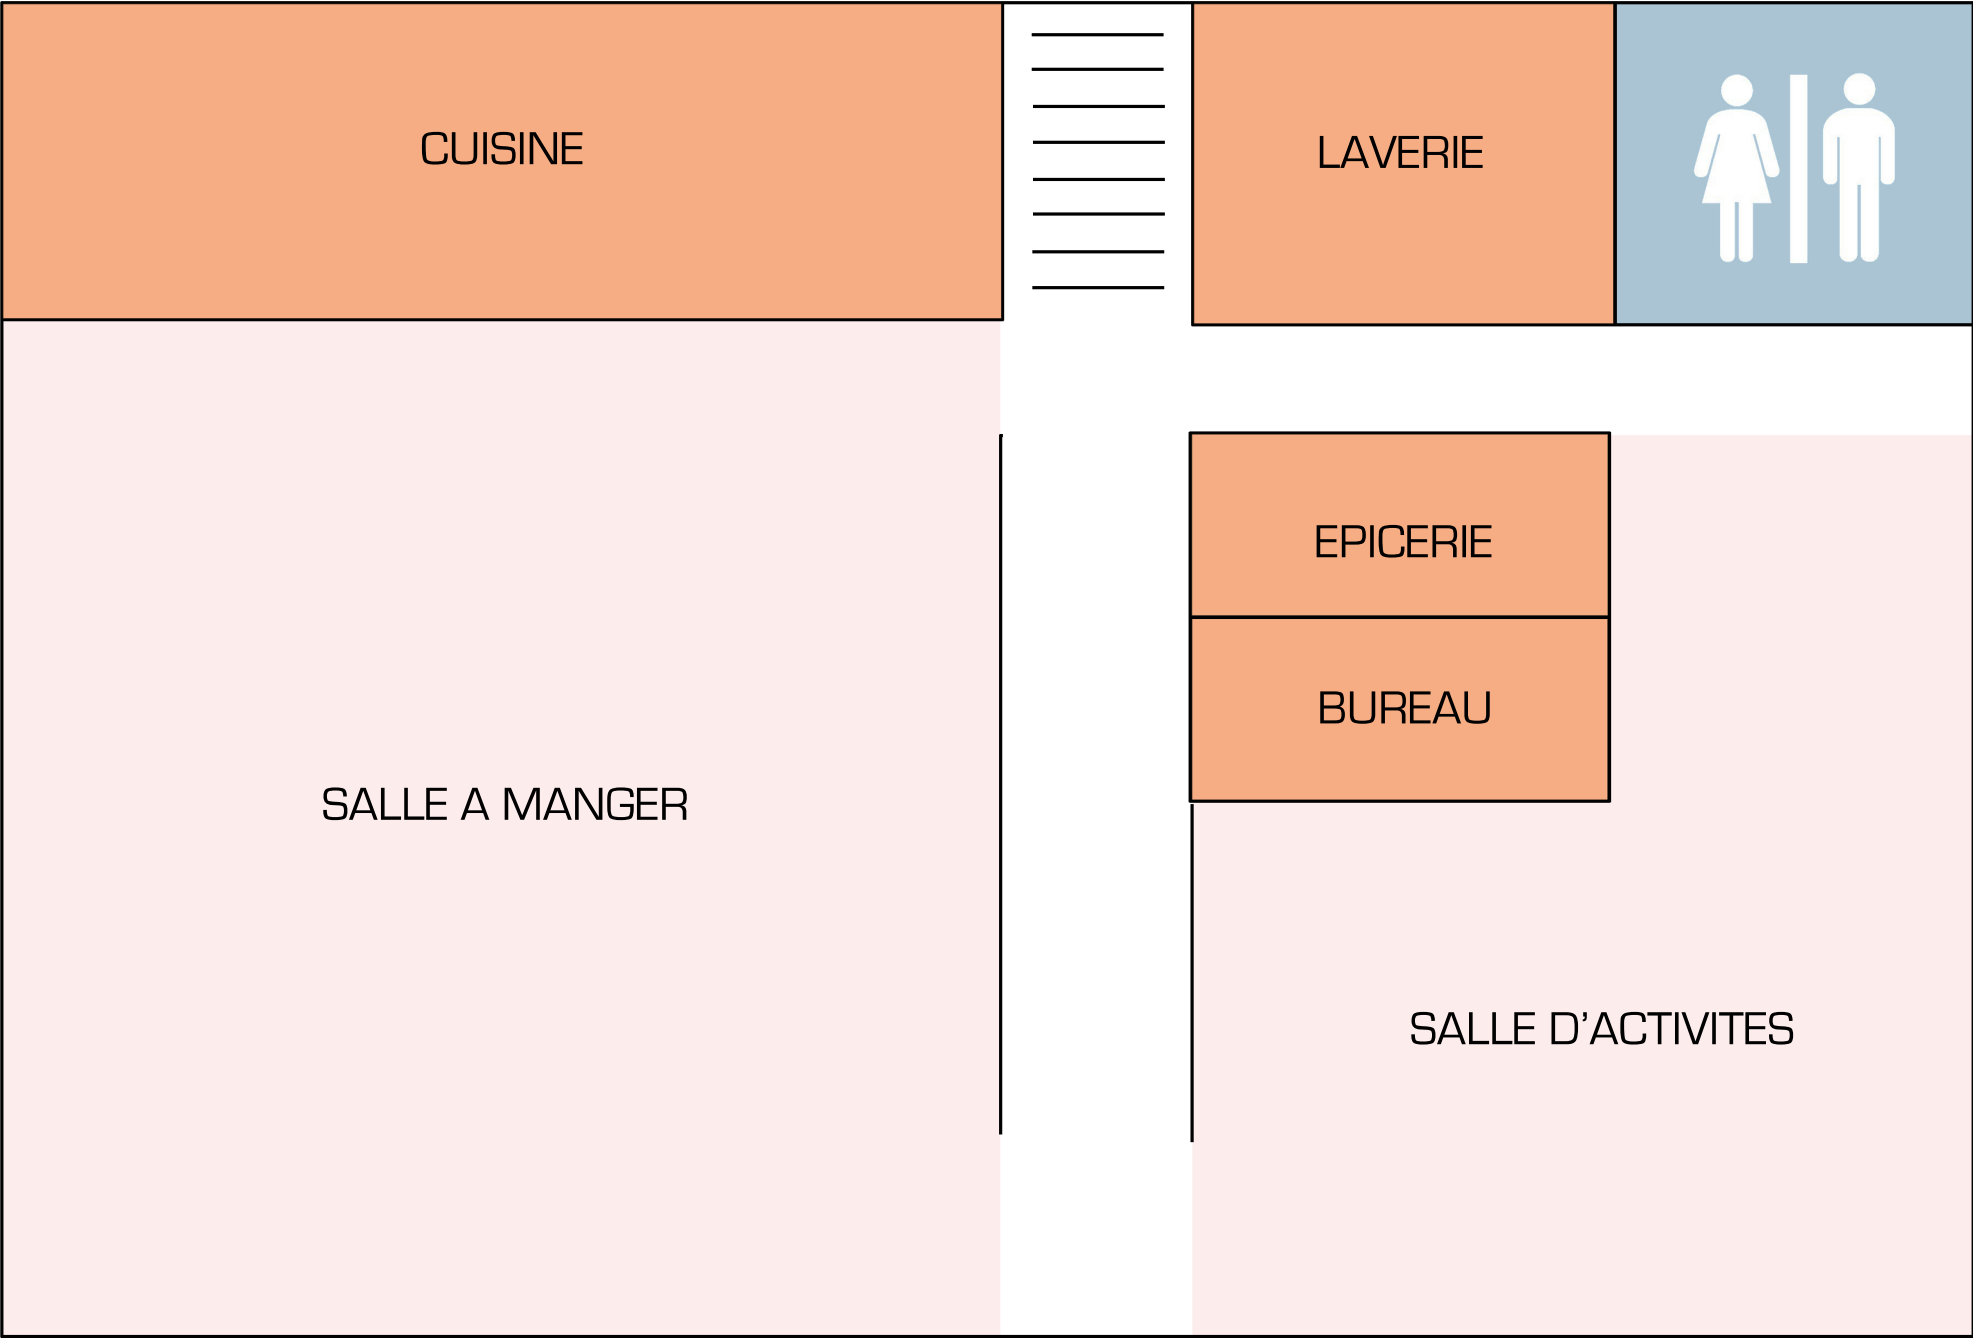 CUISINE
LAVERIE
EPICERIE
BUREAU
SALLE A MANGER
SALLE D'ACTIVITES